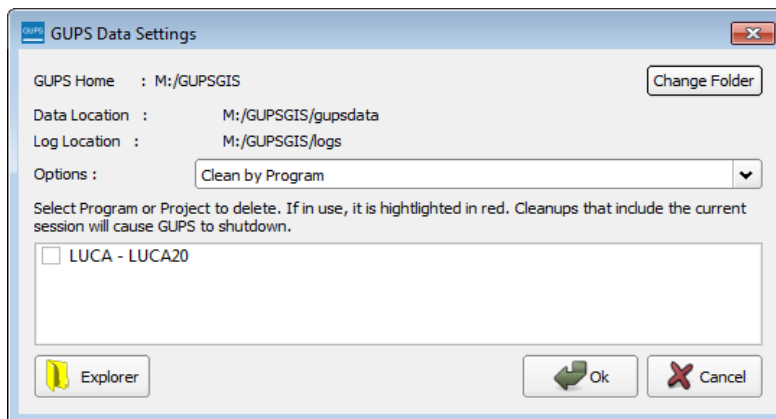 GUPS GUPS Data Settings
GUPS Home : M:/GUPSGIS Change Folder
Data Location : M:/GUPSGIS/gupsdata
Log Location : M:/GUPSGIS/logs
Options : Clean by Program
Select Program or Project to delete. If in use, it is hightlighted in red. Cleanups that include the current
session will cause GUPS to shutdown.
LUCA - LUCA20
Explorer Ok Cancel